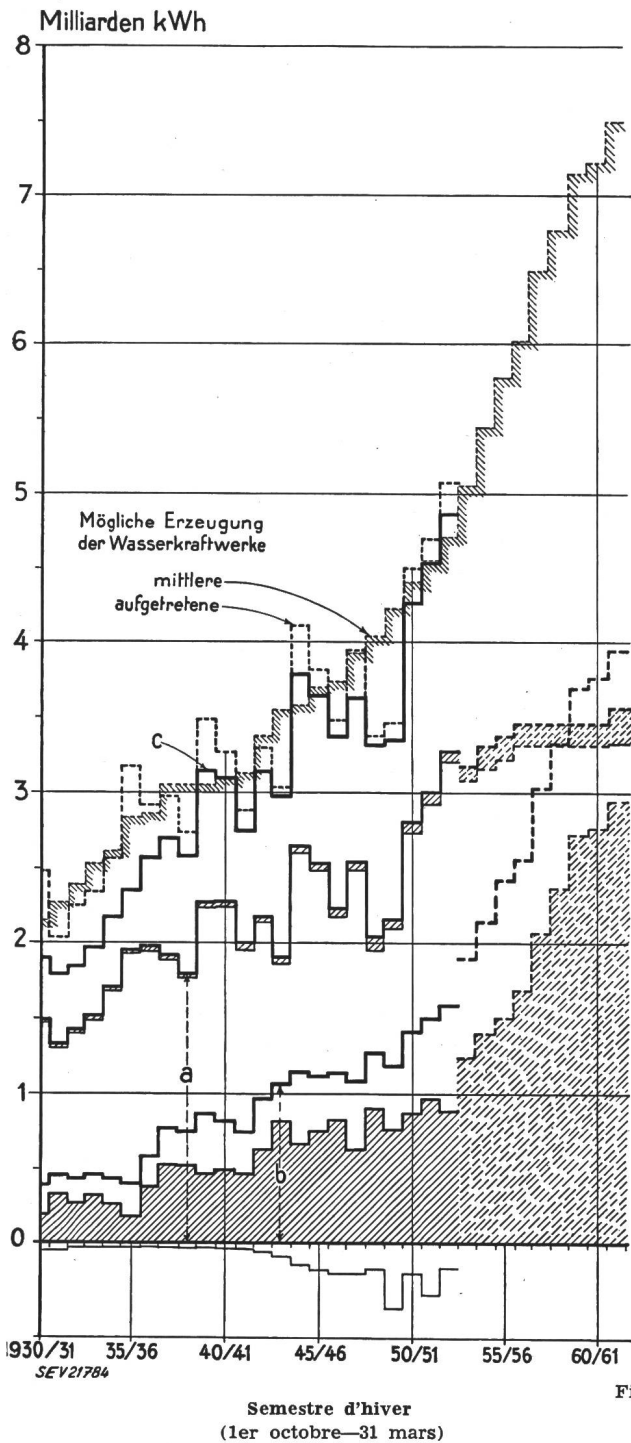 Milliarden kWh
8
7
6
5
Mögliche Erzeugung
der Wasserkraftwerke
mittlere
aufgetretene
4
c
3
2
a
1
b
0
1930/31 35/36 40/41 45/46 50/51 55/56 60/61
SEV21784
Fi
Semestre d'hiver
(1er octobre—31 mars)